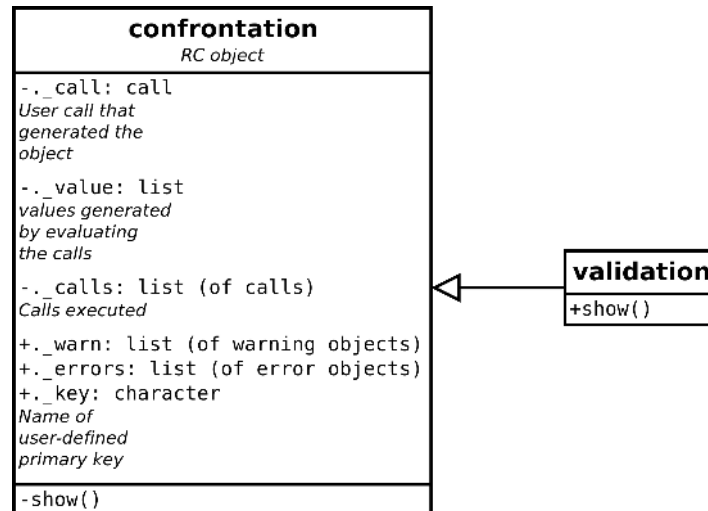 confrontation
RC object
-._call: call
User call that
generated the
object
-._value: list
values generated
by evaluating
the calls
-._calls: list (of calls)
Calls executed
+._warn: list (of warning objects)
+._errors: list (of error objects)
+._key: character
Name of
user-defined
primary key
-show()
validation
+show()